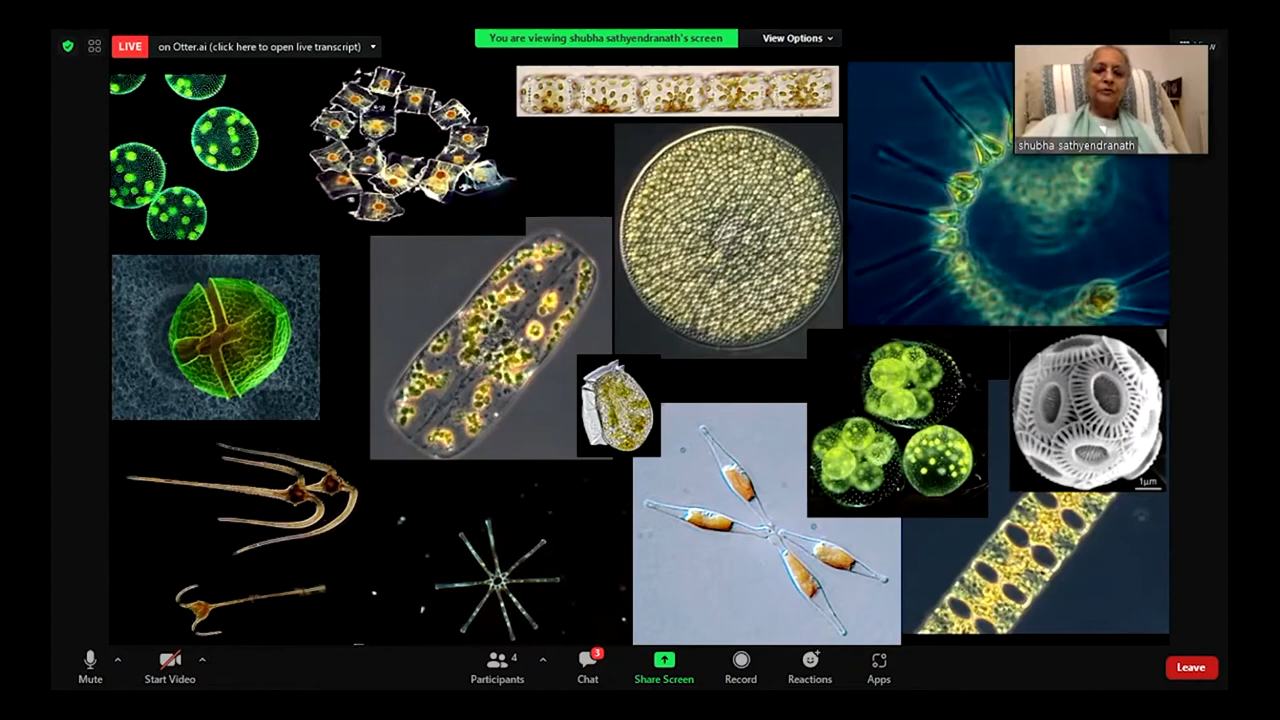 LIVE
on Otter.ai (click here to open live transcript)
You are viewing shubha sathyendranath's screen
View Options
shubha sathyendranath
1μm
Mute
Start Video
4
Participants
3
Chat
Share Screen
Record
Reactions
Apps
Leave